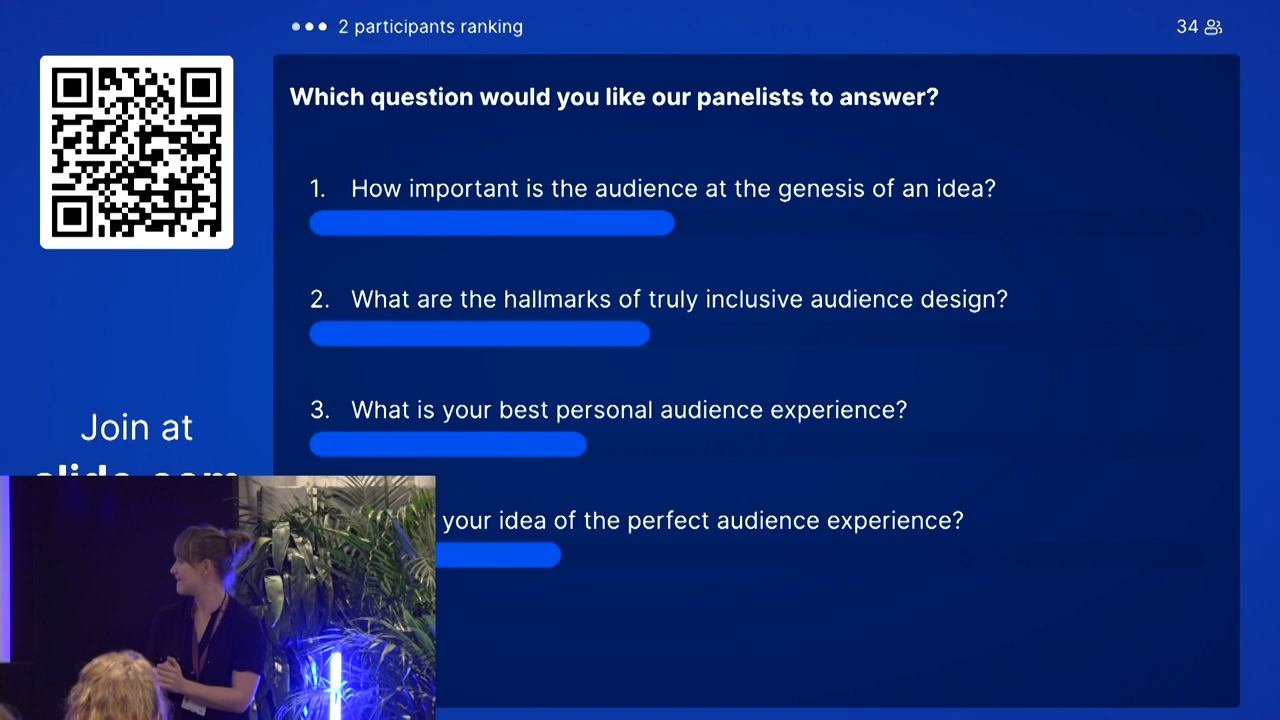 2 participants ranking
34
Which question would you like our panelists to answer?
1. How important is the audience at the genesis of an idea?
2. What are the hallmarks of truly inclusive audience design?
3. What is your best personal audience experience?
your idea of the perfect audience experience?
Join at
slido.com